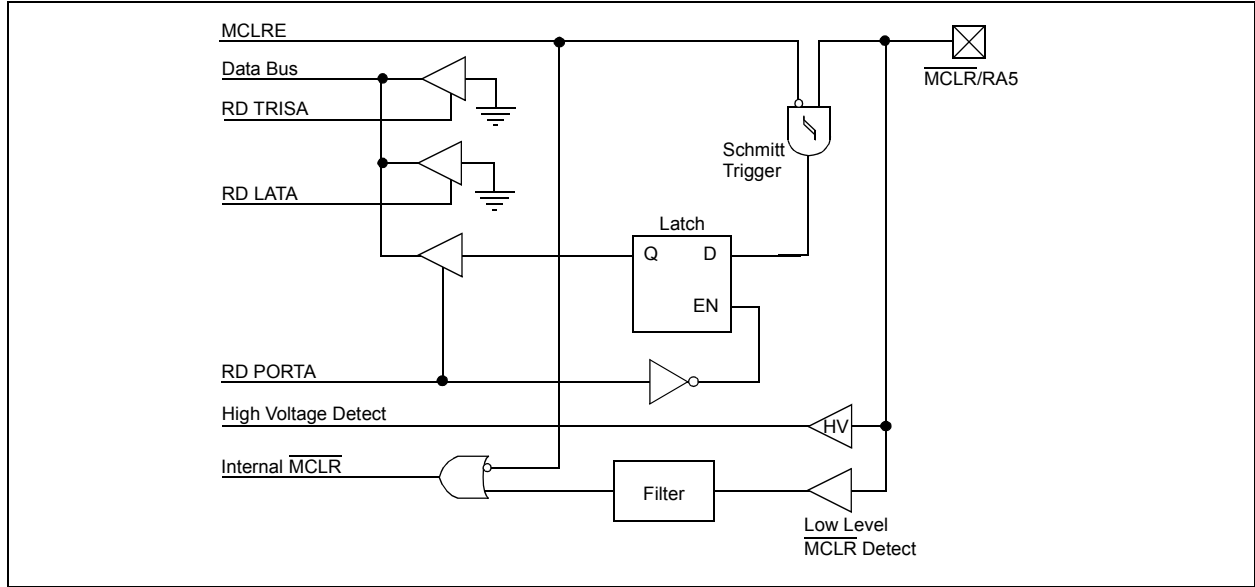 MCLRE
Data Bus
MCLR/RA5
RD TRISA
Schmitt
Trigger
RD LATA
Latch
Q D
EN
RD PORTA
High Voltage Detect
HV
Internal MCLR
Filter
Low Level
MCLR Detect